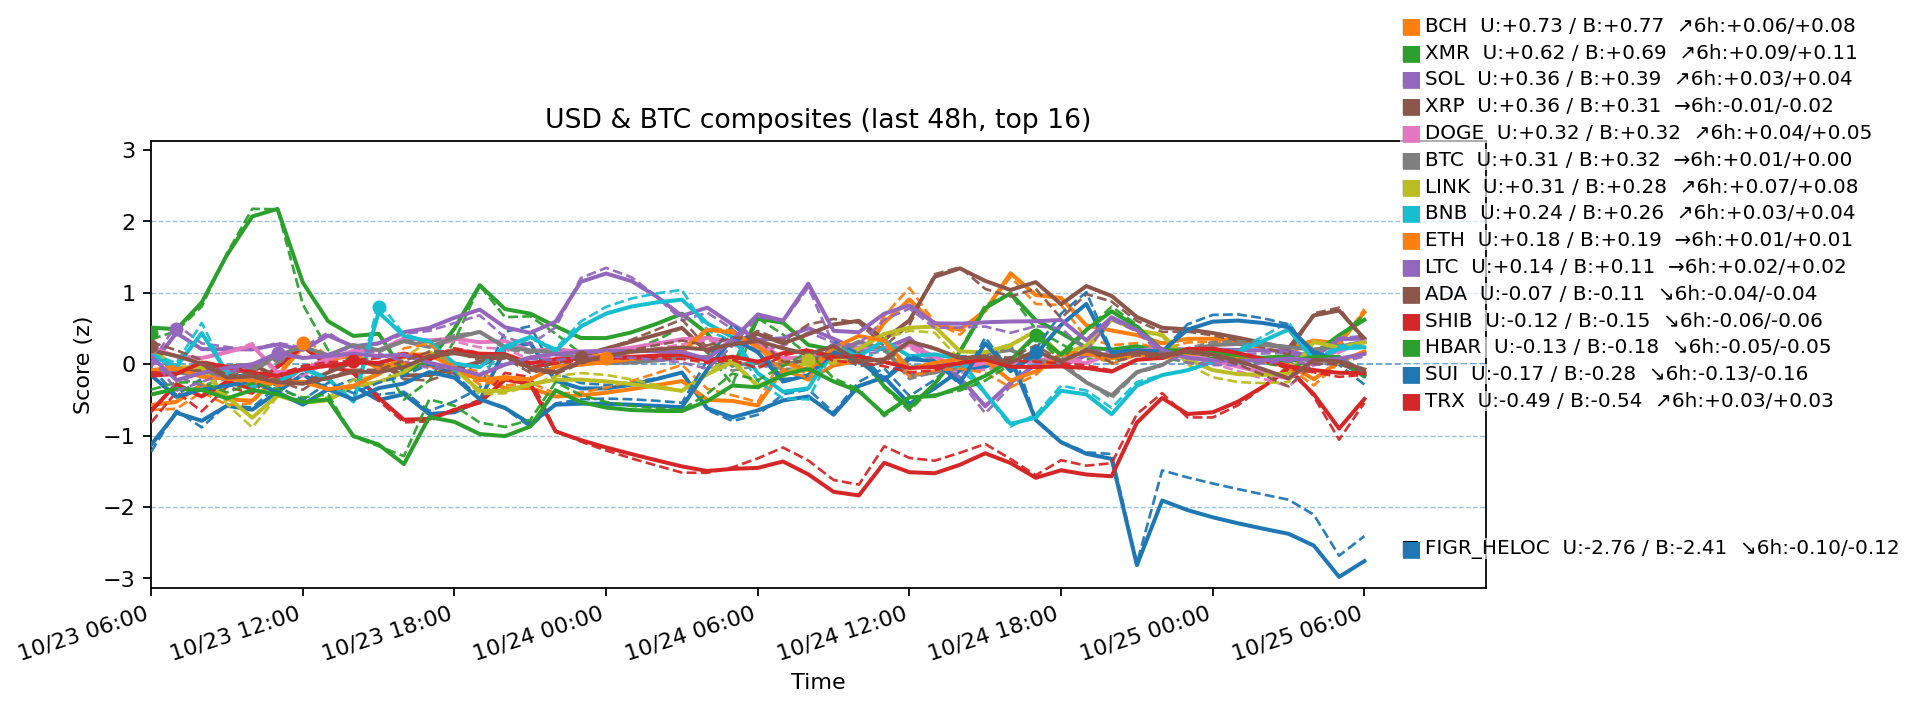 USD & BTC composites (last 48h, top 16)
BCH  U:+0.73 / B:+0.77  ↗6h:+0.06/+0.08
XMR  U:+0.62 / B:+0.69  ↗6h:+0.09/+0.11
SOL  U:+0.36 / B:+0.39  ↗6h:+0.03/+0.04
XRP  U:+0.36 / B:+0.31  →6h:-0.01/-0.02
DOGE  U:+0.32 / B:+0.32  ↗6h:+0.04/+0.05
BTC  U:+0.31 / B:+0.32  →6h:+0.01/+0.00
LINK  U:+0.31 / B:+0.28  ↗6h:+0.07/+0.08
BNB  U:+0.24 / B:+0.26  ↗6h:+0.03/+0.04
ETH  U:+0.18 / B:+0.19  →6h:+0.01/+0.01
LTC  U:+0.14 / B:+0.11  →6h:+0.02/+0.02
ADA  U:-0.07 / B:-0.11  ↘6h:-0.04/-0.04
SHIB  U:-0.12 / B:-0.15  ↘6h:-0.06/-0.06
HBAR  U:-0.13 / B:-0.18  ↘6h:-0.05/-0.05
SUI  U:-0.17 / B:-0.28  ↘6h:-0.13/-0.16
TRX  U:-0.49 / B:-0.54  ↗6h:+0.03/+0.03
FIGR_HELOC  U:-2.76 / B:-2.41  ↘6h:-0.10/-0.12
Score (z)
3
2
1
0
−1
−2
−3
10/23 06:00
10/23 12:00
10/23 18:00
10/24 00:00
10/24 06:00
10/24 12:00
10/24 18:00
10/25 00:00
10/25 06:00
Time